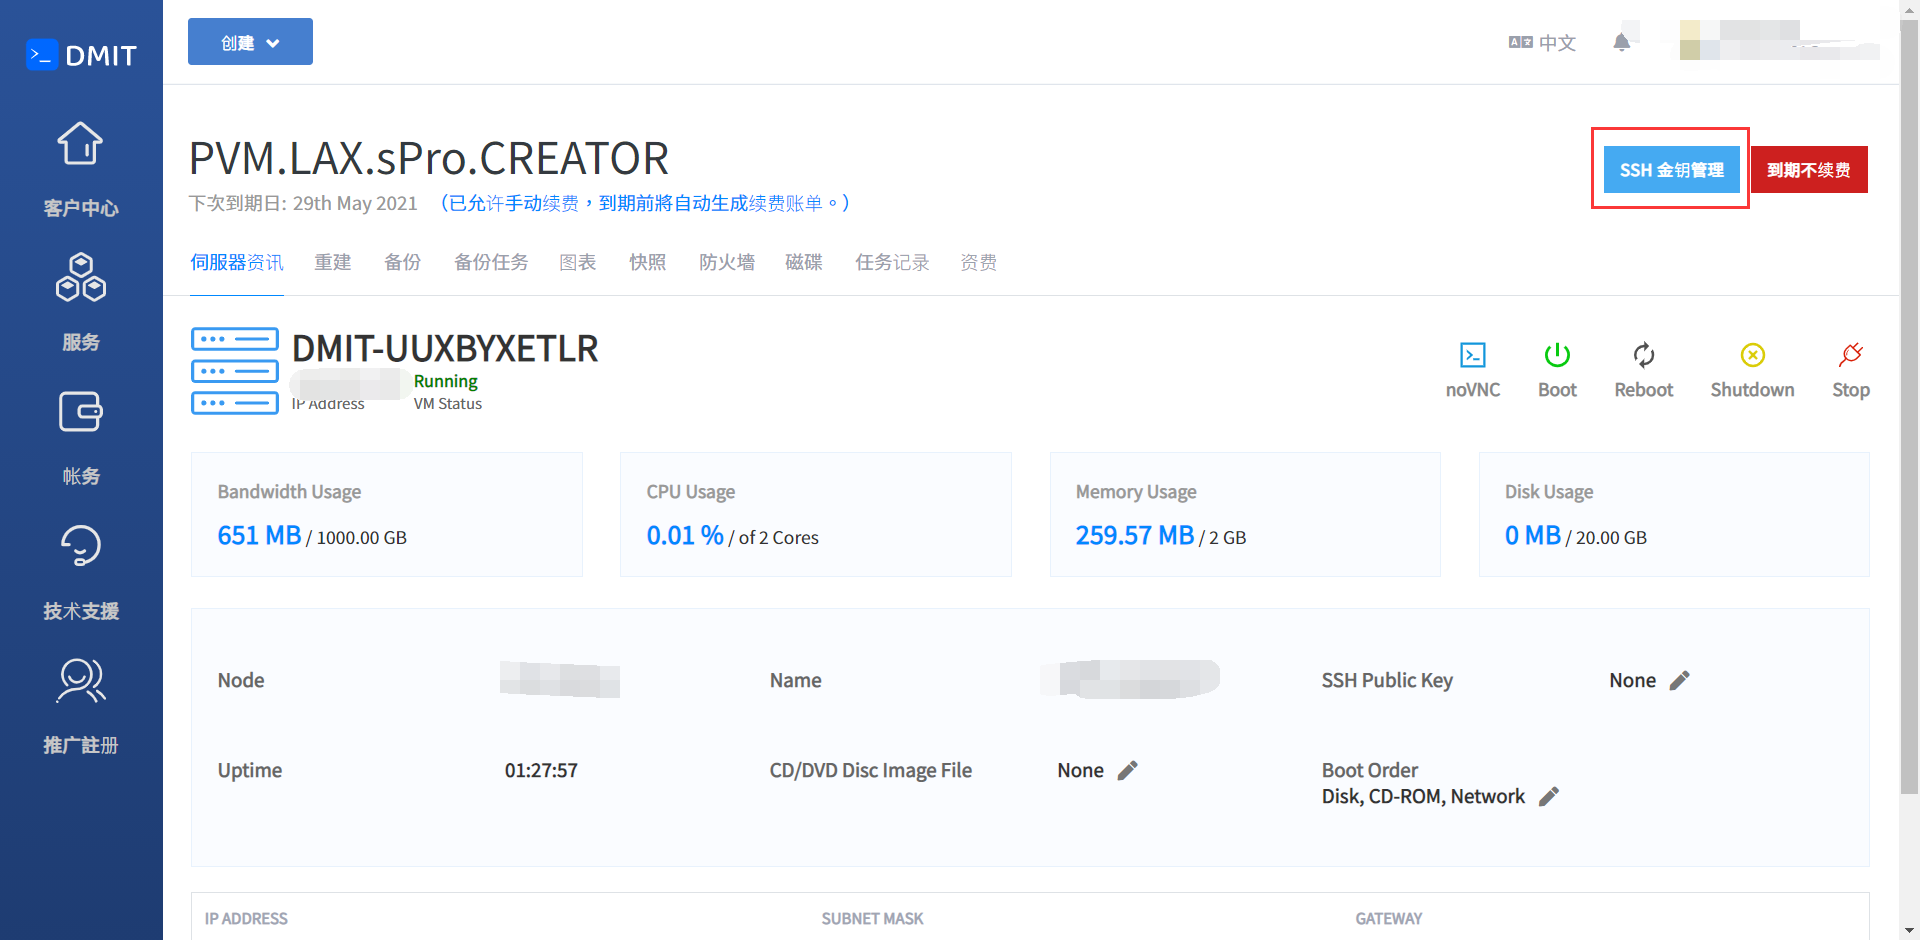 DMIT
创建
中文
客户中心
服务
帐务
技术支援
推广註册
PVM.LAX.sPro.CREATOR
下次到期日: 29th May 2021 （已允许手动续费，到期前將自动生成续费账单。）
SSH 金钥管理
到期不续费
伺服器资讯 重建 备份 备份任务 图表 快照 防火墙 磁碟 任务记录 资费
DMIT-UUXBYXETLR
Running
IP Address
VM Status
noVNC
Boot
Reboot
Shutdown
Stop
Bandwidth Usage
651 MB / 1000.00 GB
CPU Usage
0.01 % / of 2 Cores
Memory Usage
259.57 MB / 2 GB
Disk Usage
0 MB / 20.00 GB
Node
Name
SSH Public Key
None
Uptime
01:27:57
CD/DVD Disc Image File
None
Boot Order
Disk, CD-ROM, Network
IP ADDRESS
SUBNET MASK
GATEWAY